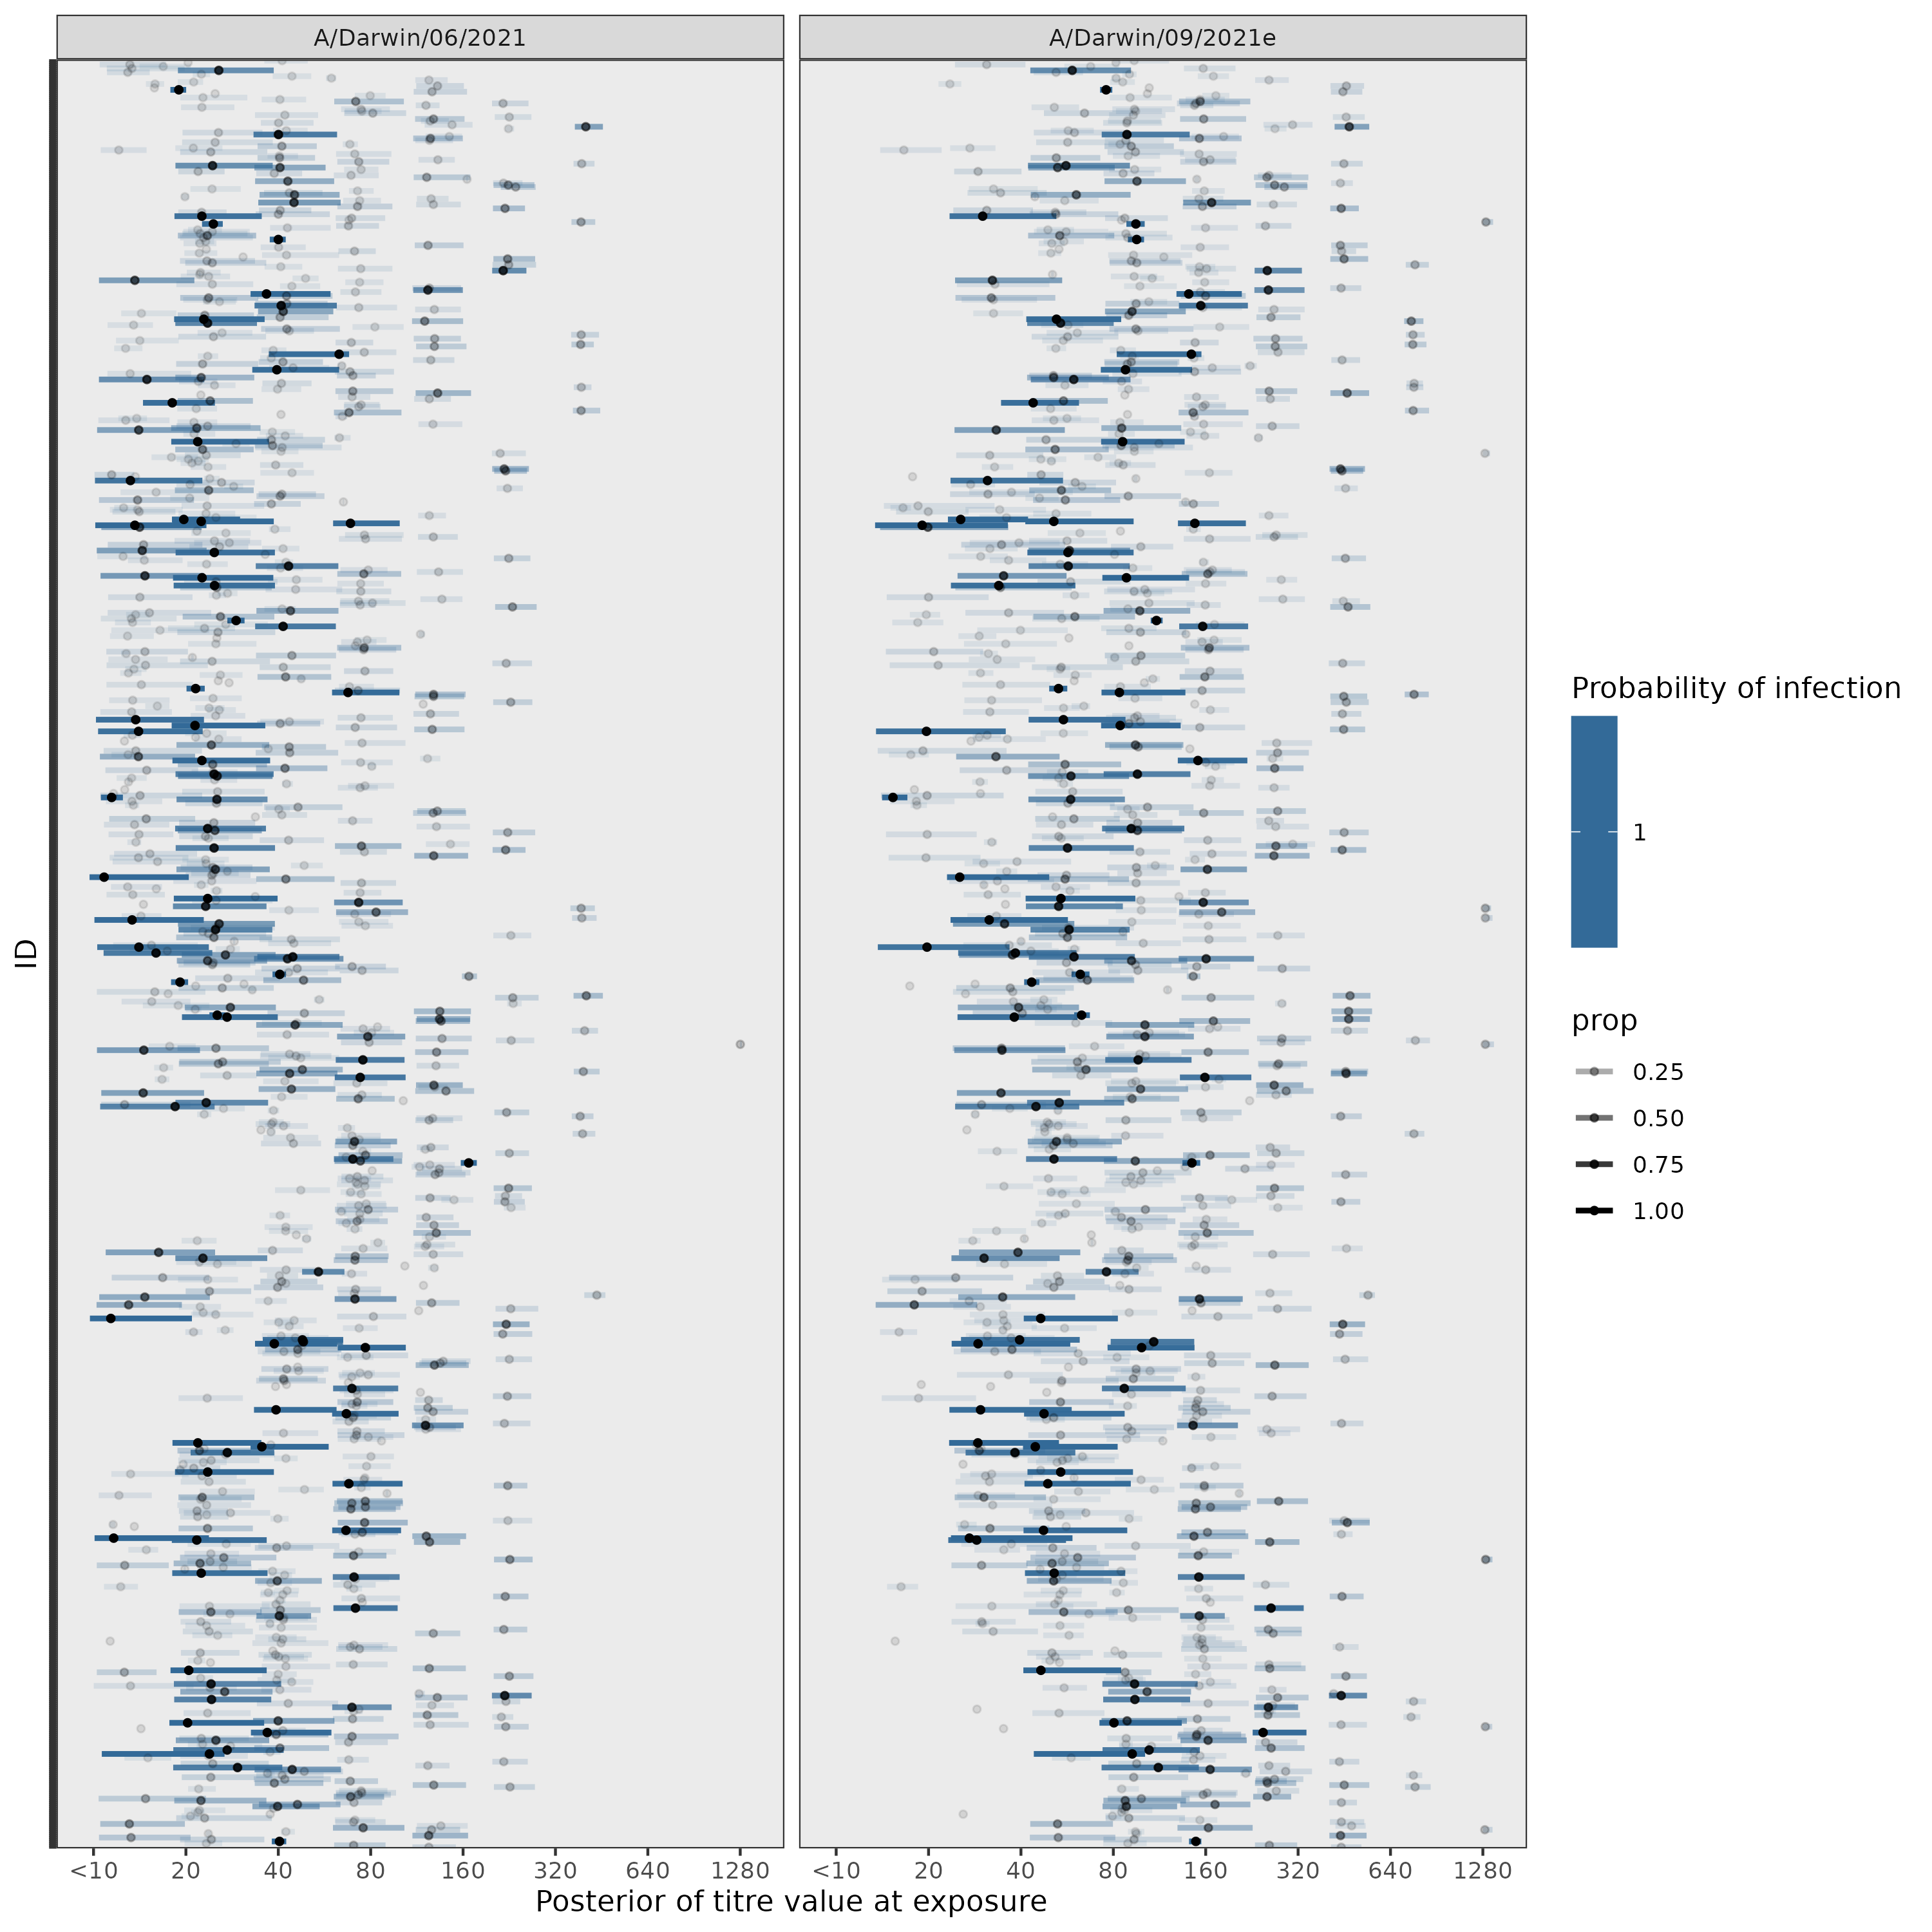 A/Darwin/06/2021
A/Darwin/09/2021e
ID
<10 20 40 80 160 320 640 1280
<10 20 40 80 160 320 640 1280
Posterior of titre value at exposure
Probability of infection
1
prop
0.25
0.50
0.75
1.00